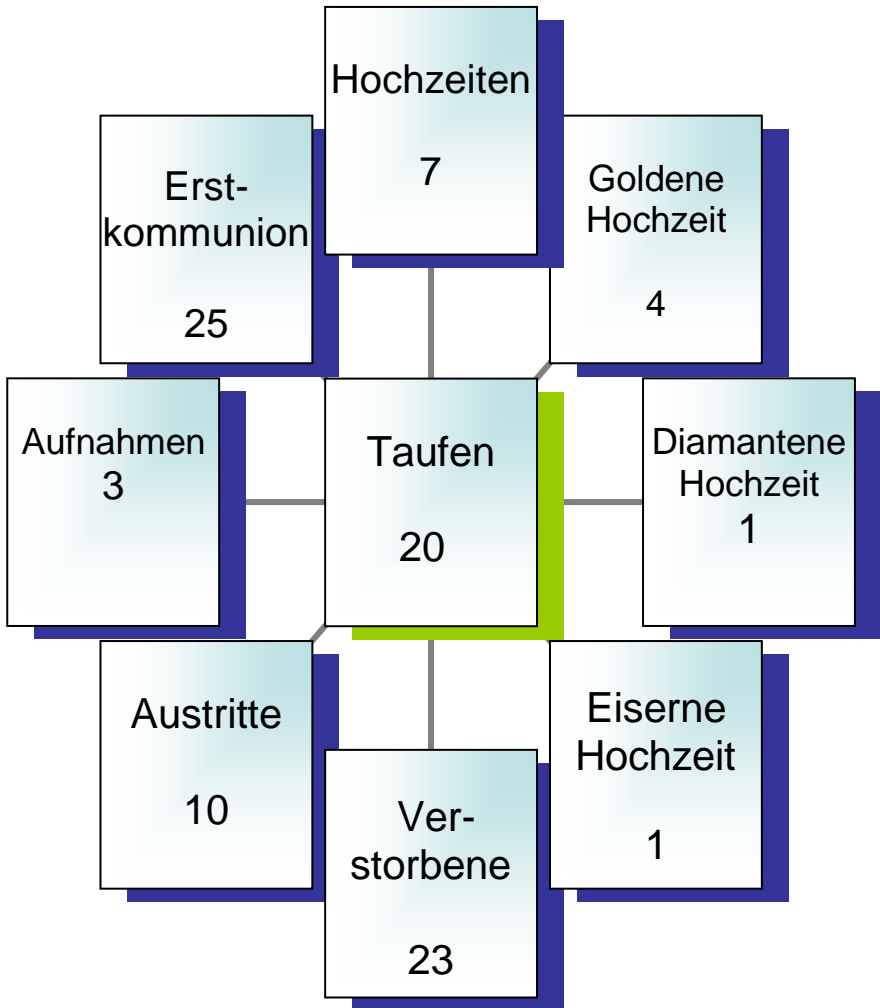 Hochzeiten
7
Goldene
Hochzeit
4
Erst-
kommunion
25
Aufnahmen
3
Taufen
20
Diamantene
Hochzeit
1
Austritte
10
Ver-
storbene
23
Eiserne
Hochzeit
1